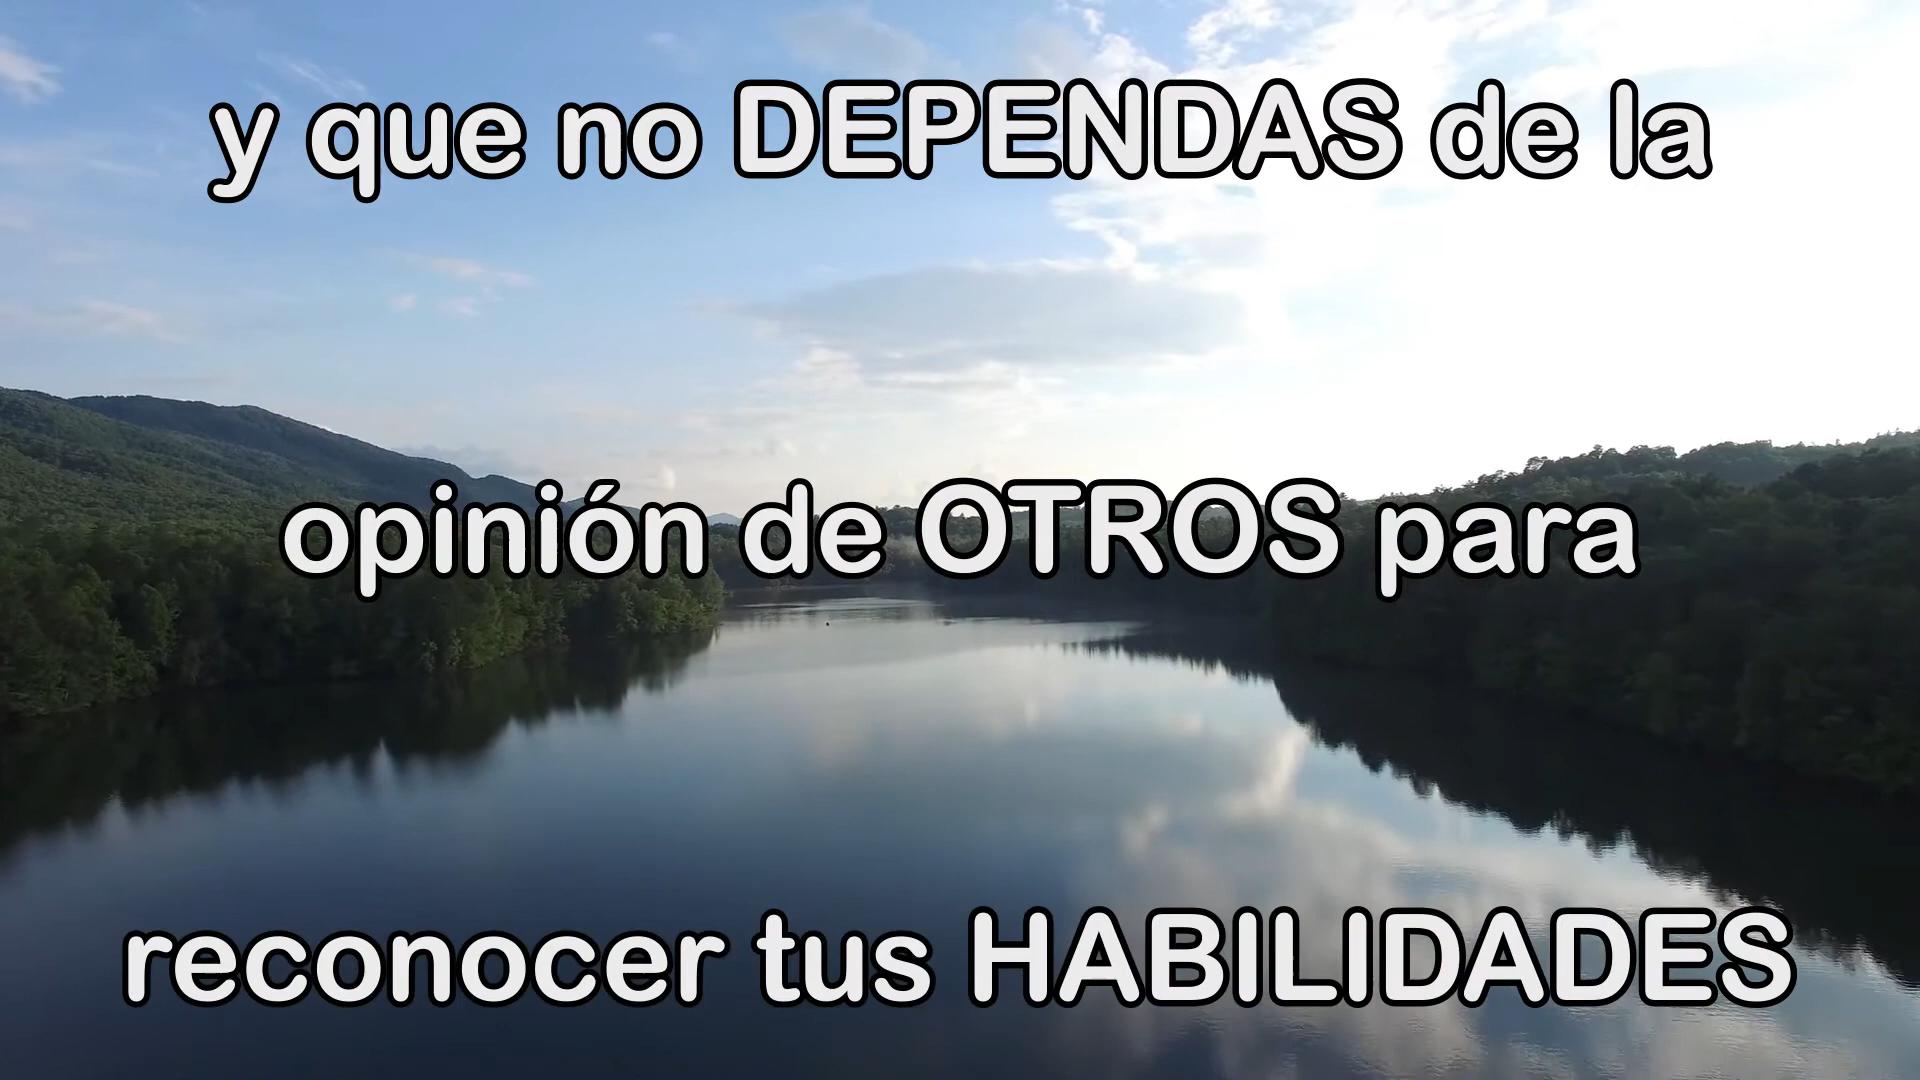 y que no DEPENDAS de la
opinión de OTROS para
reconocer tus HABILIDADES